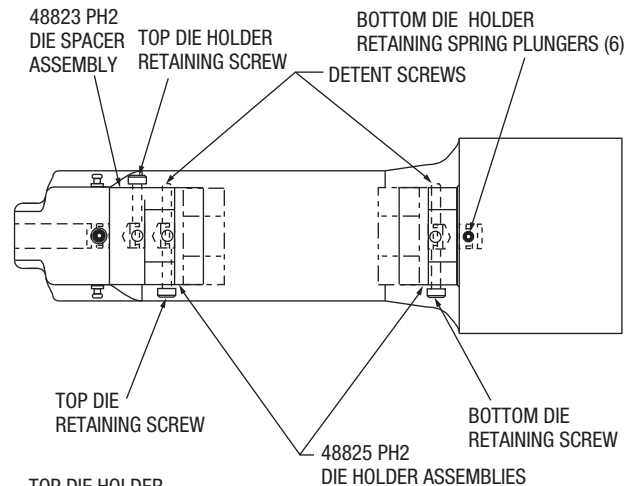 48823 PH2
DIE SPACER
ASSEMBLY
TOP DIE HOLDER
RETAINING SCREW
BOTTOM DIE HOLDER
RETAINING SPRING PLUNGERS (6)
DETENT SCREWS
TOP DIE
RETAINING SCREW
BOTTOM DIE
RETAINING SCREW
48825 PH2
DIE HOLDER ASSEMBLIES
TOP DIE HOLDER